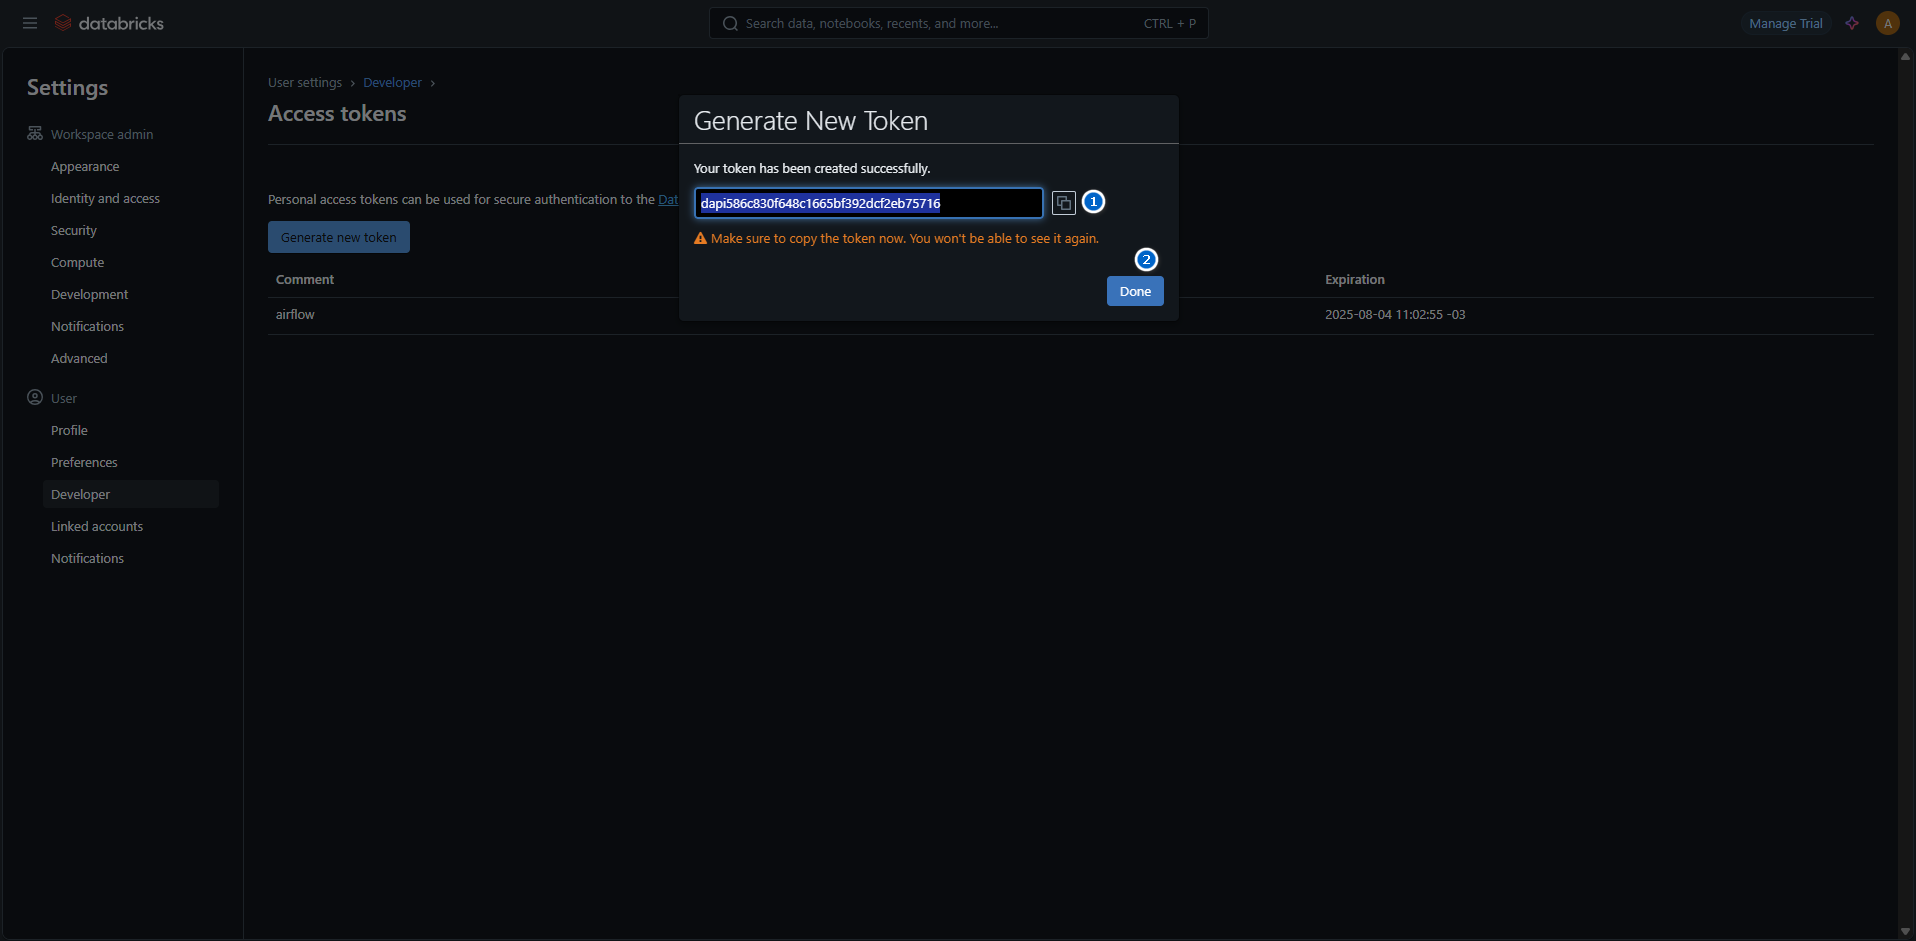 databricks
Search data, notebooks, recents, and more...
CTRL + P
Manage Trial
A
Settings
Workspace admin
Appearance
Identity and access
Security
Compute
Development
Notifications
Advanced
User
Profile
Preferences
Developer
Linked accounts
Notifications
User settings › Developer ›
Access tokens
Personal access tokens can be used for secure authentication to the Dat
Generate new token
Comment
Expiration
airflow
2025-08-04 11:02:55 -03
Generate New Token
Your token has been created successfully.
dapi586c830f648c1665bf392dcf2eb75716
1
Make sure to copy the token now. You won't be able to see it again.
2
Done